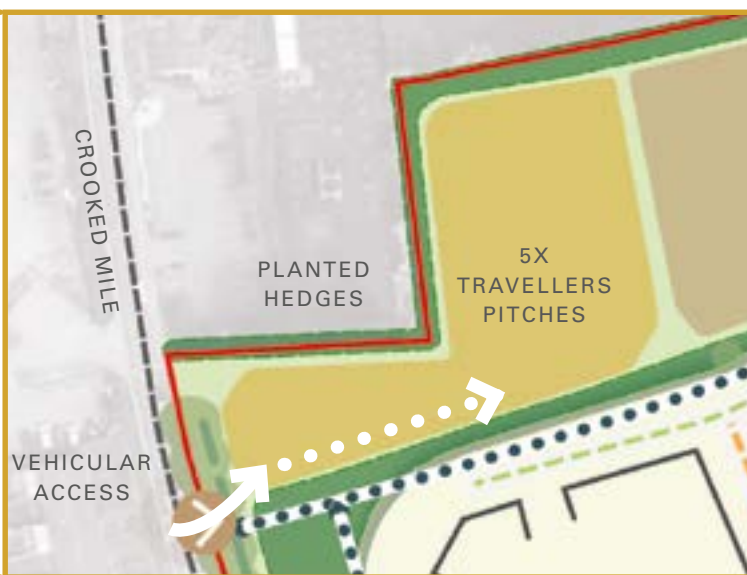 CROOKED MILE
PLANTED
HEDGES
5X
TRAVELLERS
PITCHES
VEHICULAR
ACCESS